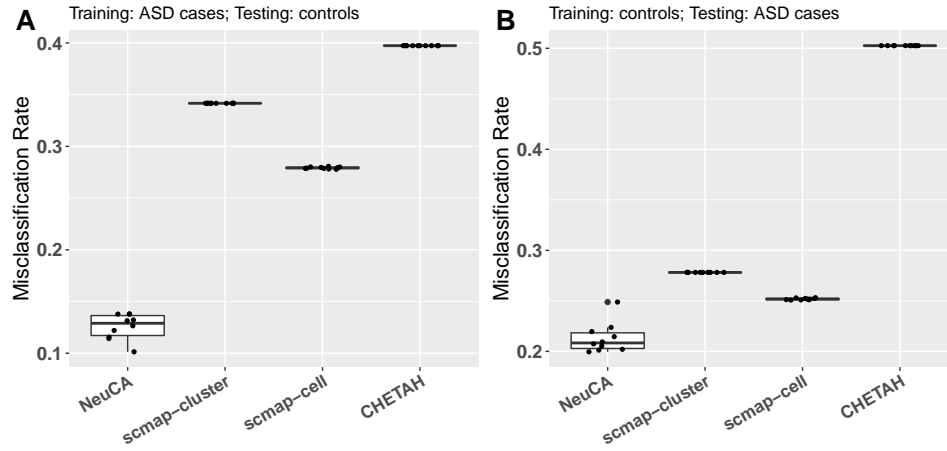 A
Training: ASD cases; Testing: controls
Misclassification Rate
0.4
0.3
0.2
0.1
NeuCA
scmap−cluster
scmap−cell
CHETAH
B
Training: controls; Testing: ASD cases
Misclassification Rate
0.5
0.4
0.3
0.2
NeuCA
scmap−cluster
scmap−cell
CHETAH